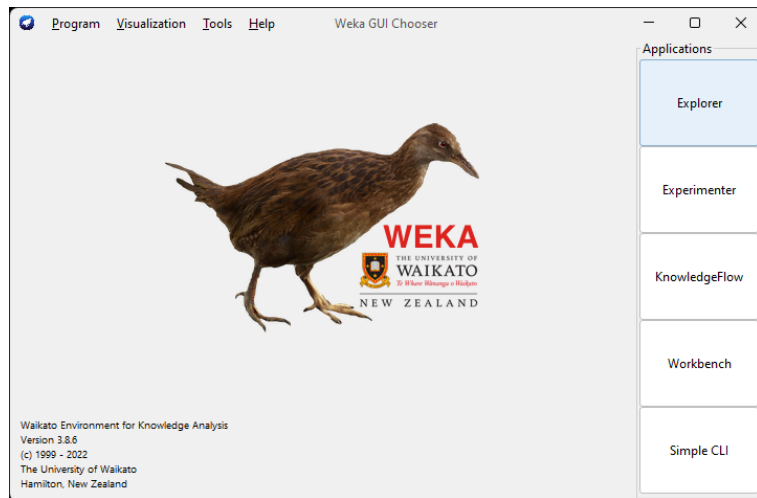 Program Visualization Tools Help Weka GUI Chooser
Applications
Explorer
Experimenter
KnowledgeFlow
Workbench
Simple CLI
WEKA
THE UNIVERSITY OF
WAIKATO
Te Whare Wānanga o Waikato
NEW ZEALAND
Waikato Environment for Knowledge Analysis
Version 3.8.6
(c) 1999 - 2022
The University of Waikato
Hamilton, New Zealand